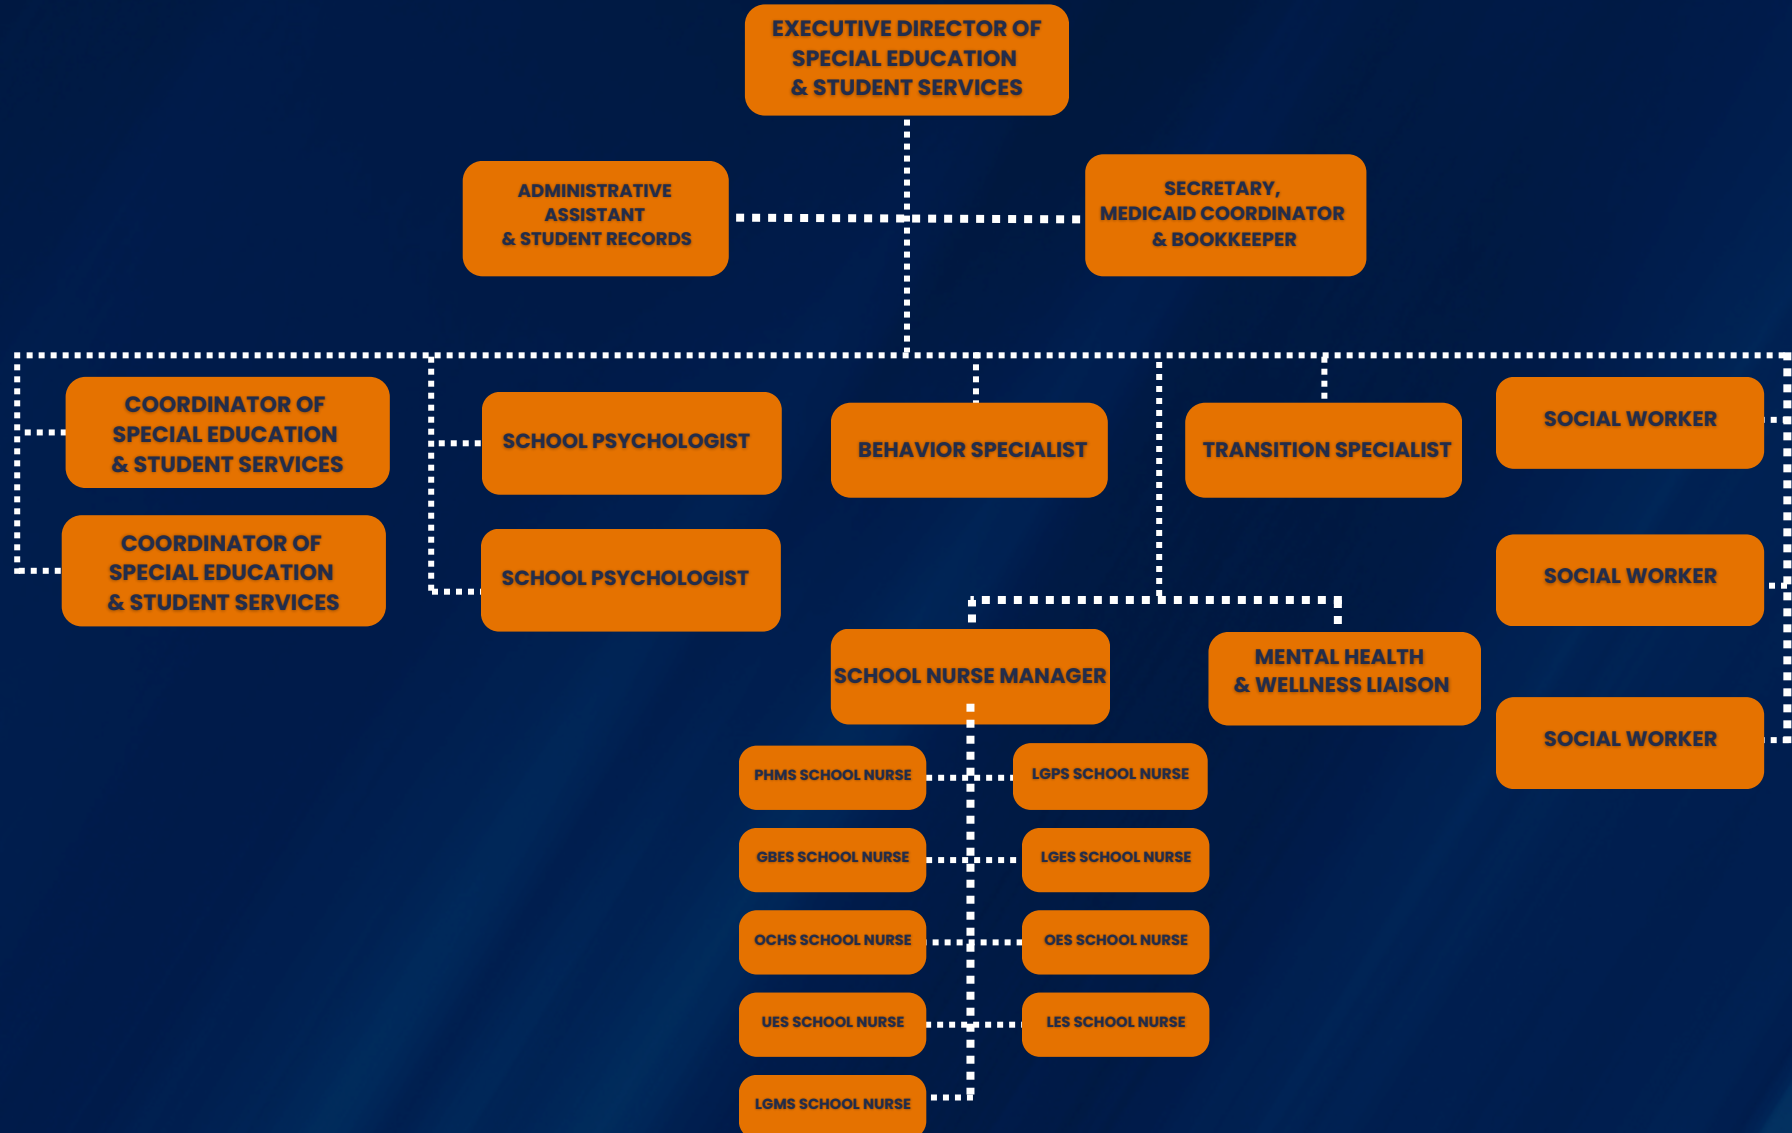 EXECUTIVE DIRECTOR OF
SPECIAL EDUCATION
& STUDENT SERVICES
ADMINISTRATIVE
ASSISTANT
& STUDENT RECORDS
SECRETARY,
MEDICAID COORDINATOR
& BOOKKEEPER
COORDINATOR OF
SPECIAL EDUCATION
& STUDENT SERVICES
COORDINATOR OF
SPECIAL EDUCATION
& STUDENT SERVICES
SCHOOL PSYCHOLOGIST
SCHOOL PSYCHOLOGIST
BEHAVIOR SPECIALIST
TRANSITION SPECIALIST
SOCIAL WORKER
SOCIAL WORKER
SOCIAL WORKER
SCHOOL NURSE MANAGER
MENTAL HEALTH
& WELLNESS LIAISON
PHMS SCHOOL NURSE
LGPS SCHOOL NURSE
GBES SCHOOL NURSE
LGES SCHOOL NURSE
OCHS SCHOOL NURSE
OES SCHOOL NURSE
UES SCHOOL NURSE
LES SCHOOL NURSE
LGMS SCHOOL NURSE